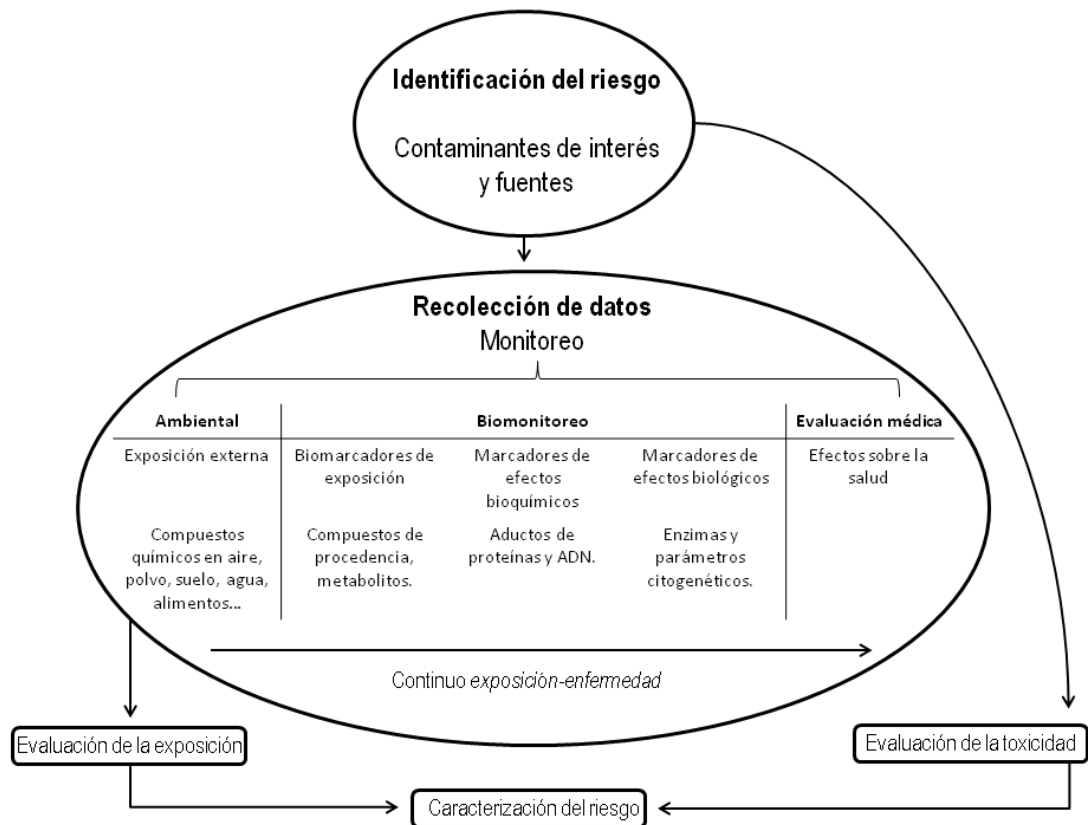 Identificación del riesgo
Contaminantes de interés
y fuentes
Recolección de datos
Monitoreo
Ambiental
Biomonitoreo
Evaluación médica
Exposición externa
Biomarcadores de
exposición
Marcadores de
efectos
bioquímicos
Marcadores de
efectos biológicos
Efectos sobre la
salud
Compuestos
químicos en aire,
polvo, suelo, agua,
alimentos...
Compuestos de
procedencia,
metabolitos.
Aductos de
proteínas y ADN.
Enzimas y
parámetros
citogenéticos.
Continuo exposición-enfermedad
Evaluación de la exposición
Evaluación de la toxicidad
Caracterización del riesgo